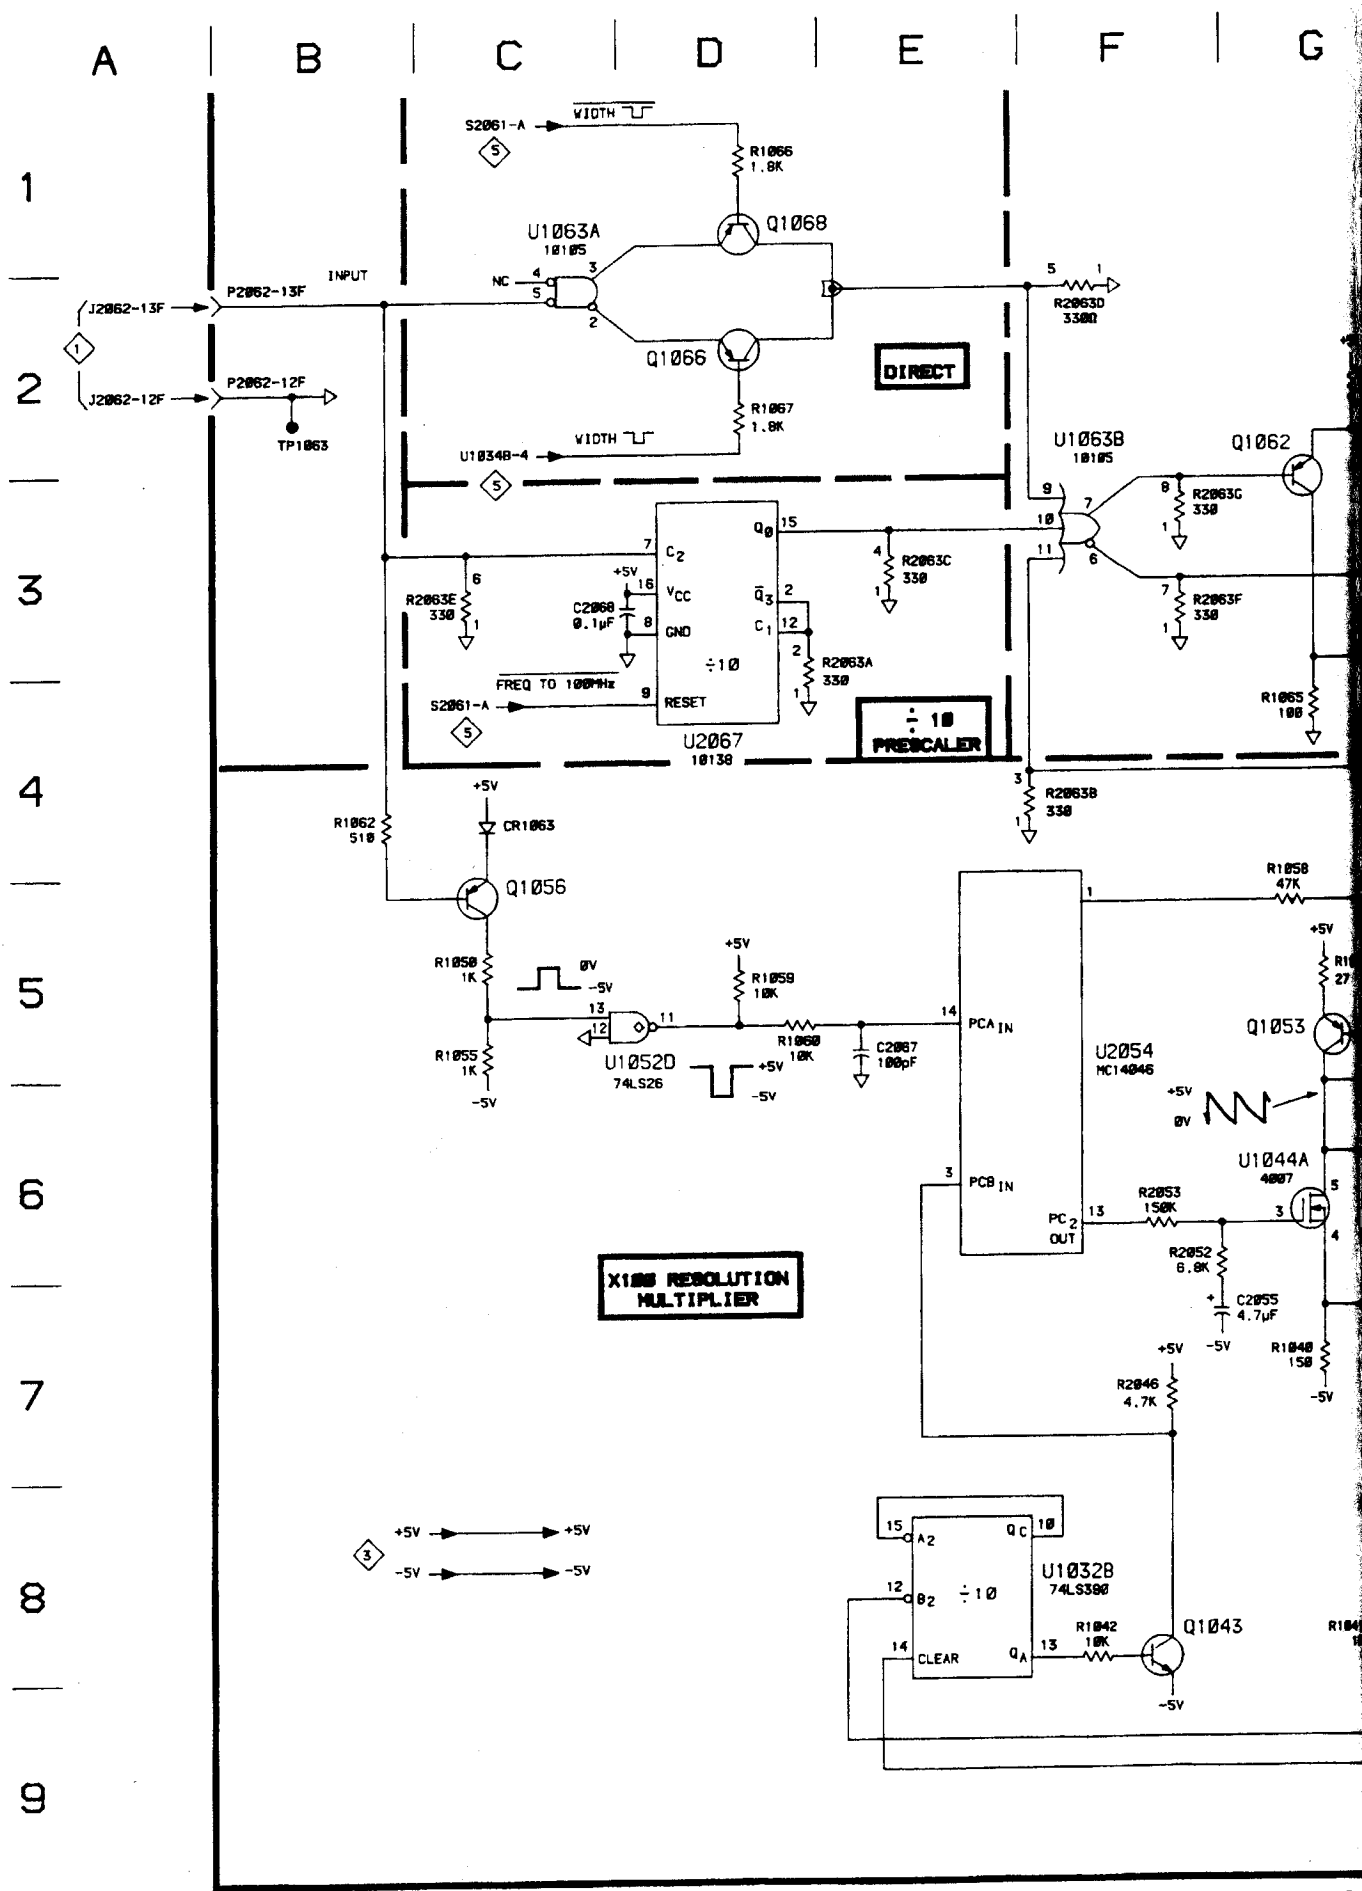 A B C D E F G
1
2
3
4
5
6
7
8
9
WIDTH
S2061-A
5
R1066
1.8K
Q1068
U1063A
10105
NC 4
5
3
2
INPUT
J2062-13F
P2062-13F
1
J2062-12F
P2062-12F
TP1063
Q1066
R1067
1.8K
WIDTH
U1034B-4
5
DIRECT
5 1
R2063D
330Ω
U1063B
10105
Q1062
9
10
11
7
6
8
R2063G
330
1
7
R2063F
330
1
R1065
100
7 C2
+5V
16 VCC
C2068
0.1µF
8 GND
÷10
Q0 15
Q3 2
C1 12
9 RESET
U2067
10138
6
R2063E
330
1
4
R2063C
330
1
2
R2063A
330
1
FREQ TO 100MHz
S2061-A
5
÷ 10
PRESCALER
3
R2063B
330
1
R1062
510
+5V
CR1063
Q1056
R1050
1K
0V
-5V
R1055
1K
-5V
13
12
11
U1052D
74LS26
+5V
R1059
10K
R1060
10K
+5V
-5V
C2067
100pF
14 PCA IN
3 PCB IN
1
U2054
MC14046
PC2 OUT
13
R1058
47K
+5V
27
Q1053
+5V
0V
U1044A
4007
5
3
4
R2053
150K
R2052
6.8K
+
C2055
4.7µF
-5V
R1040
150
-5V
X100 RESOLUTION
MULTIPLIER
+5V
R2046
4.7K
3
+5V +5V
-5V -5V
15 A2
QC 10
12 B2
÷10
14 CLEAR
QA 13
U1032B
74LS390
R1042
10K
Q1043
-5V